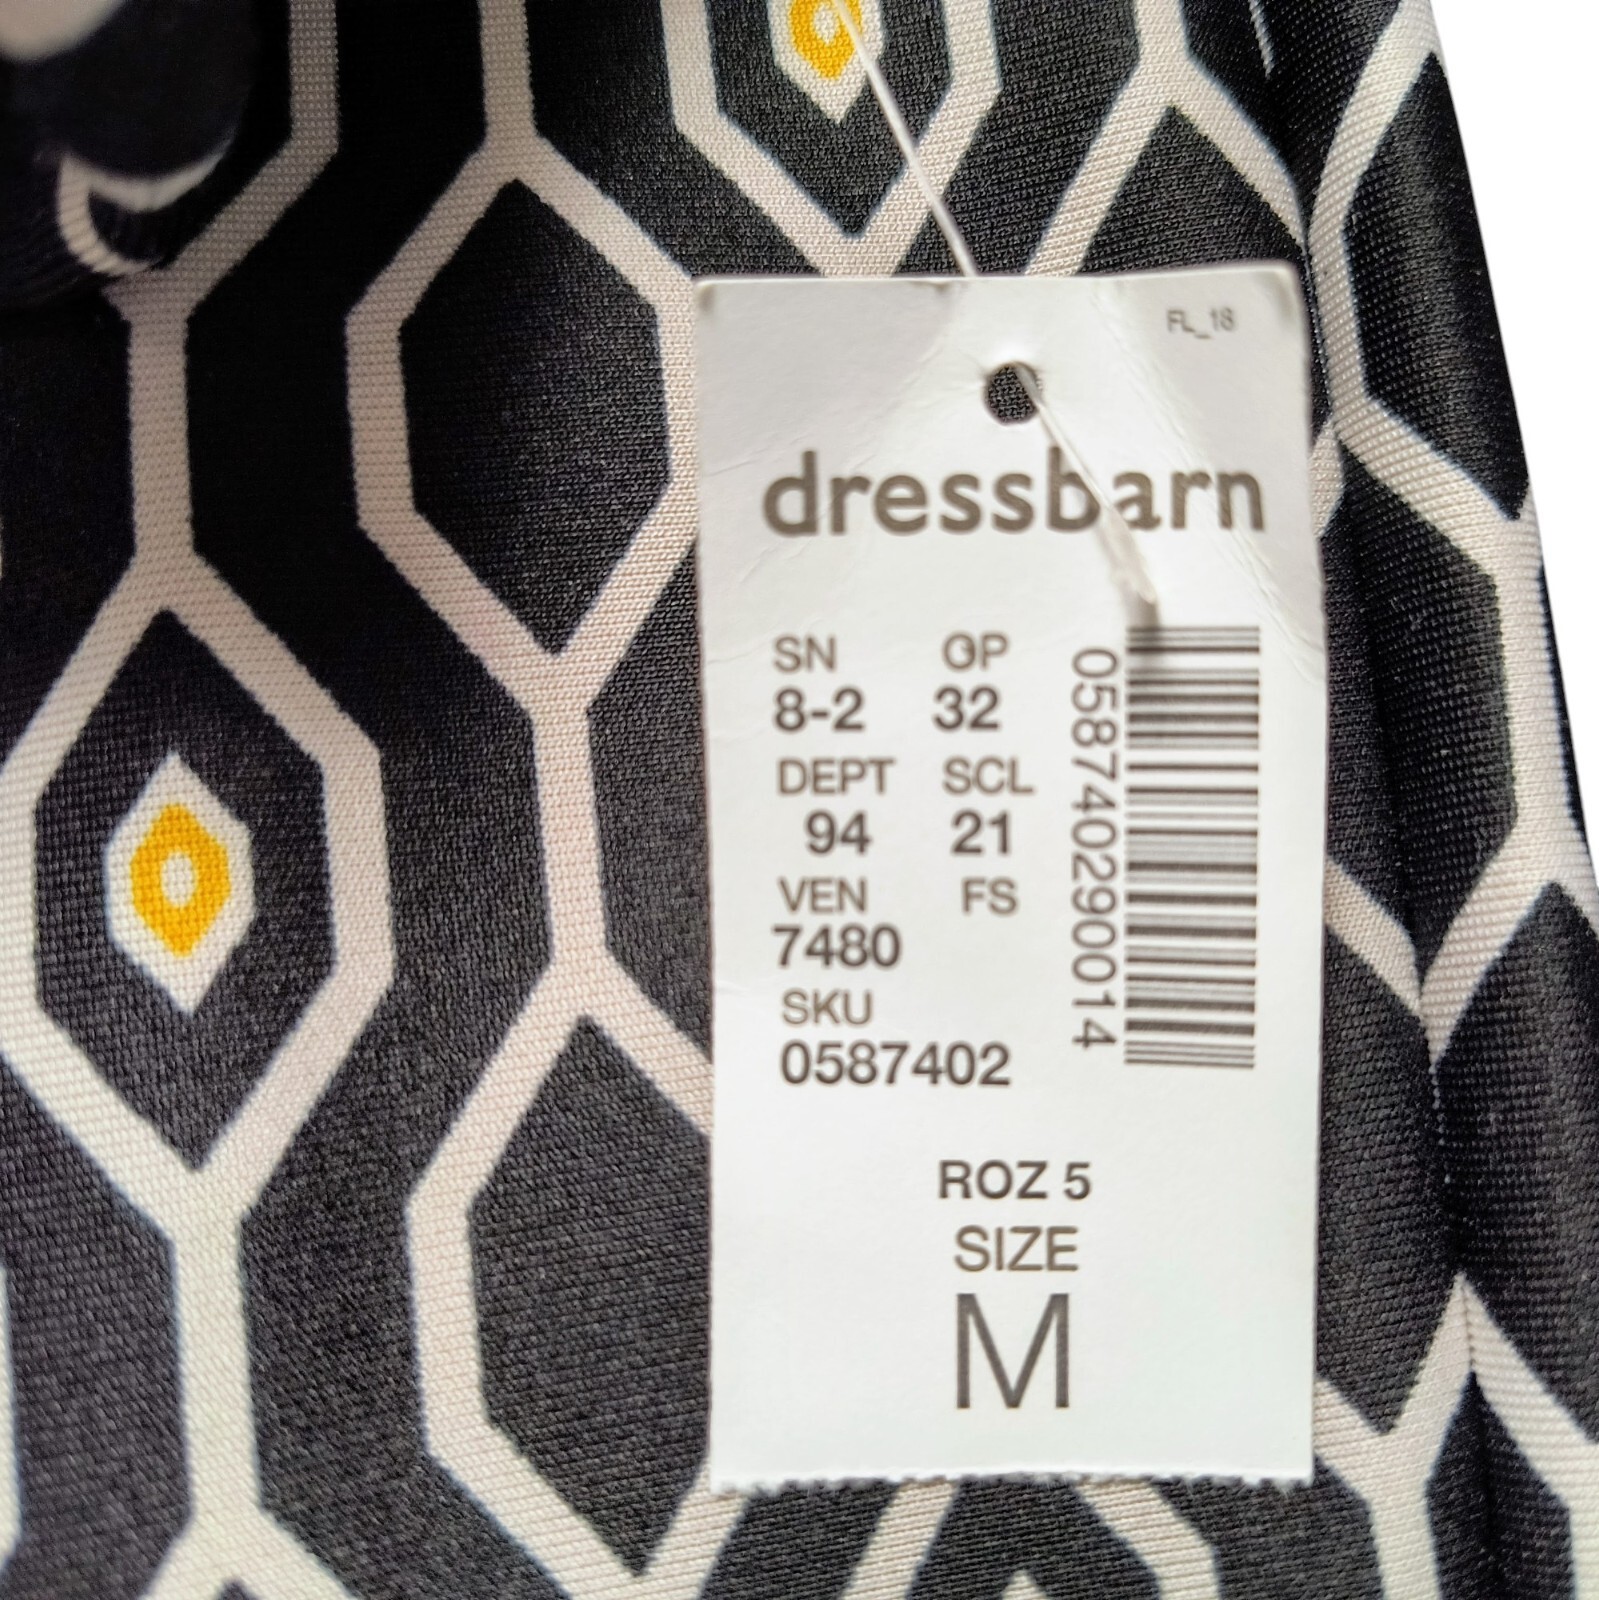 FL_18
dressbarn
SN GP
8-2 32
DEPT SCL
94 21
VEN FS
7480
SKU
0587402
058740290014
ROZ 5
SIZE
M